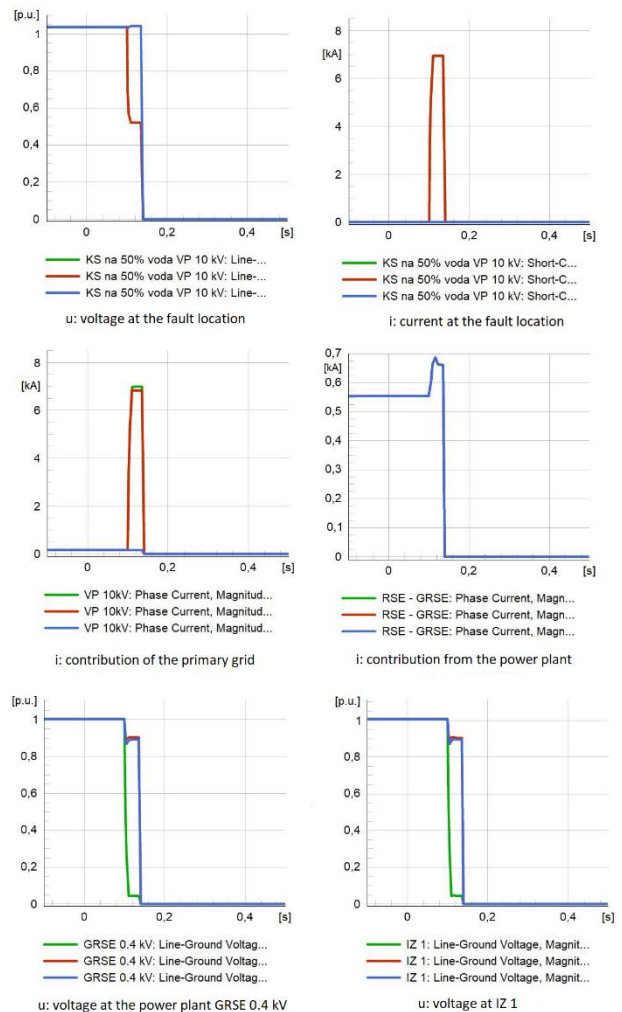 [p.u.]
1
0,8
0,6
0,4
0,2
0
0
0,2
0,4
[s]
KS na 50% voda VP 10 kV: Line-...
KS na 50% voda VP 10 kV: Line-...
KS na 50% voda VP 10 kV: Line-...
u: voltage at the fault location
8
[kA]
6
4
2
0
0
0,2
0,4
[s]
KS na 50% voda VP 10 kV: Short-C...
KS na 50% voda VP 10 kV: Short-C...
KS na 50% voda VP 10 kV: Short-C...
i: current at the fault location
8
[kA]
6
4
2
0
0
0,2
0,4
[s]
VP 10kV: Phase Current, Magnitud...
VP 10kV: Phase Current, Magnitud...
VP 10kV: Phase Current, Magnitud...
i: contribution of the primary grid
0,7
[kA]
0,6
0,5
0,4
0,3
0,2
0,1
0
0
0,2
0,4
[s]
RSE - GRSE: Phase Current, Magn...
RSE - GRSE: Phase Current, Magn...
RSE - GRSE: Phase Current, Magn...
i: contribution from the power plant
[p.u.]
1
0,8
0,6
0,4
0,2
0
0
0,2
0,4
[s]
GRSE 0.4 kV: Line-Ground Voltag...
GRSE 0.4 kV: Line-Ground Voltag...
GRSE 0.4 kV: Line-Ground Voltag...
u: voltage at the power plant GRSE 0.4 kV
[p.u.]
1
0,8
0,6
0,4
0,2
0
0
0,2
0,4
[s]
IZ 1: Line-Ground Voltage, Magnit...
IZ 1: Line-Ground Voltage, Magnit...
IZ 1: Line-Ground Voltage, Magnit...
u: voltage at IZ 1